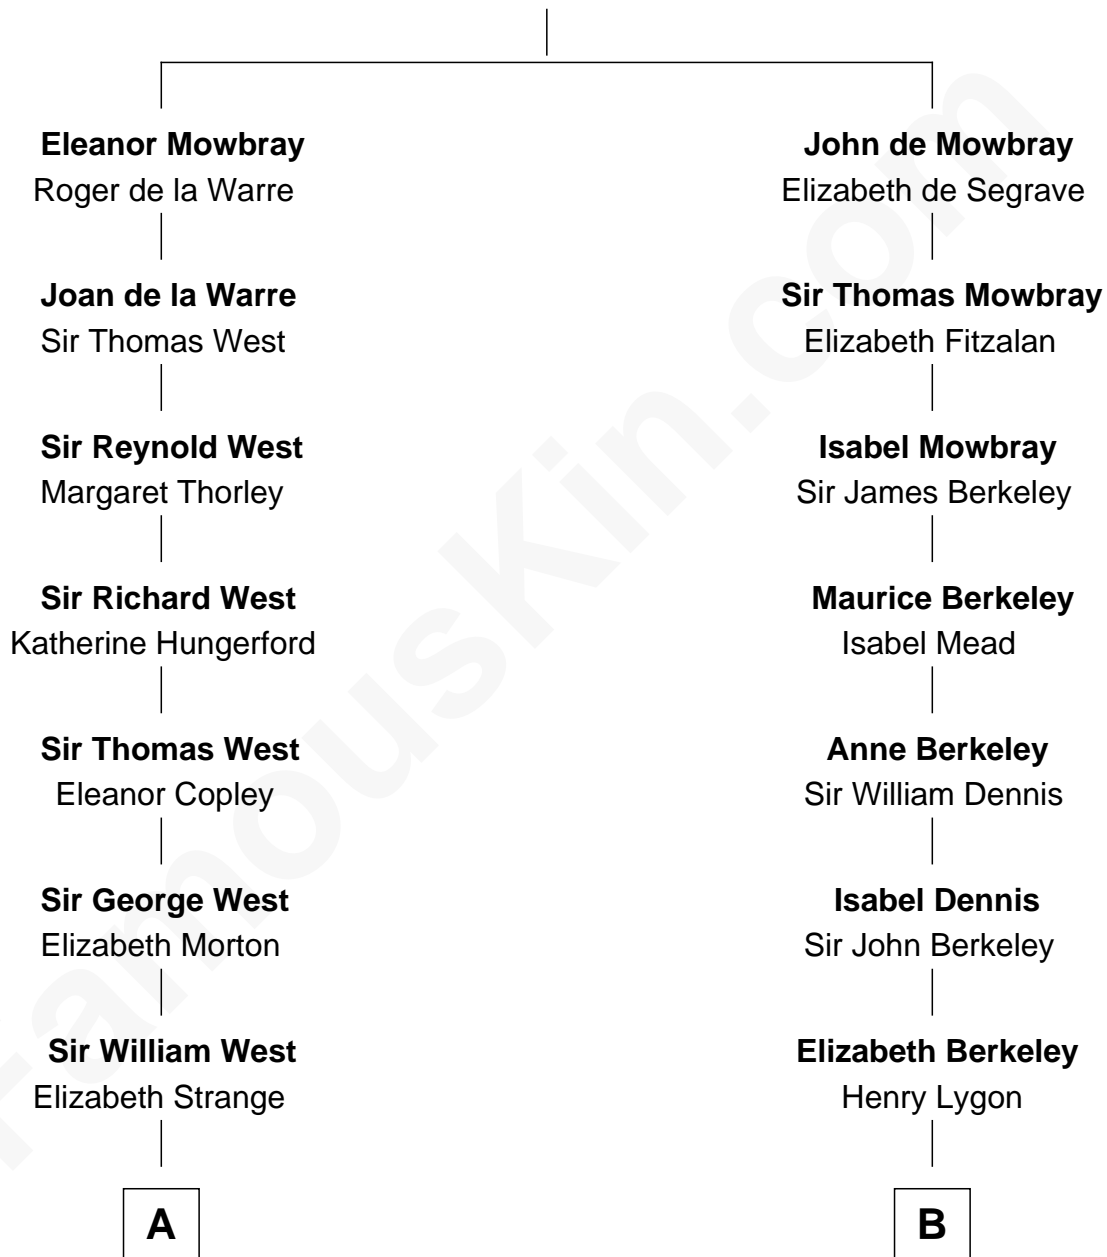 Eleanor Mowbray
Roger de la Warre
Joan de la Warre
Sir Thomas West
Sir Reynold West
Margaret Thorley
Sir Richard West
Katherine Hungerford
Sir Thomas West
Eleanor Copley
Sir George West
Elizabeth Morton
Sir William West
Elizabeth Strange
A
John de Mowbray
Elizabeth de Segrave
Sir Thomas Mowbray
Elizabeth Fitzalan
Isabel Mowbray
Sir James Berkeley
Maurice Berkeley
Isabel Mead
Anne Berkeley
Sir William Dennis
Isabel Dennis
Sir John Berkeley
Elizabeth Berkeley
Henry Lygon
B
FamousKin.com